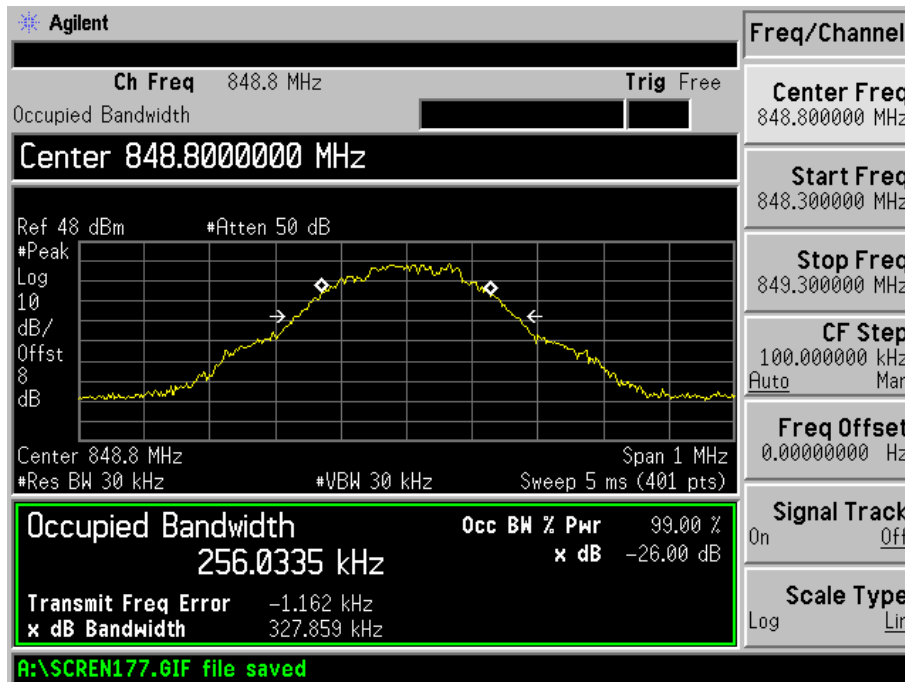 Agilent
Ch Freq 848.8 MHz Trig Free
Occupied Bandwidth
Center 848.8000000 MHz
Ref 48 dBm #Atten 50 dB
#Peak
Log
10
dB/
Offst
8
dB
Center 848.8 MHz Span 1 MHz
#Res BW 30 kHz #VBW 30 kHz Sweep 5 ms (401 pts)
Occupied Bandwidth
256.0335 kHz
Occ BW % Pwr 99.00 %
x dB -26.00 dB
Transmit Freq Error -1.162 kHz
x dB Bandwidth 327.859 kHz
A:\SCREN177.GIF file saved
Freq/Channel
Center Freq
848.800000 MHz
Start Freq
848.300000 MHz
Stop Freq
849.300000 MHz
CF Step
100.000000 kHz
Auto Man
Freq Offset
0.00000000 Hz
Signal Track
On Off
Scale Type
Log Lin